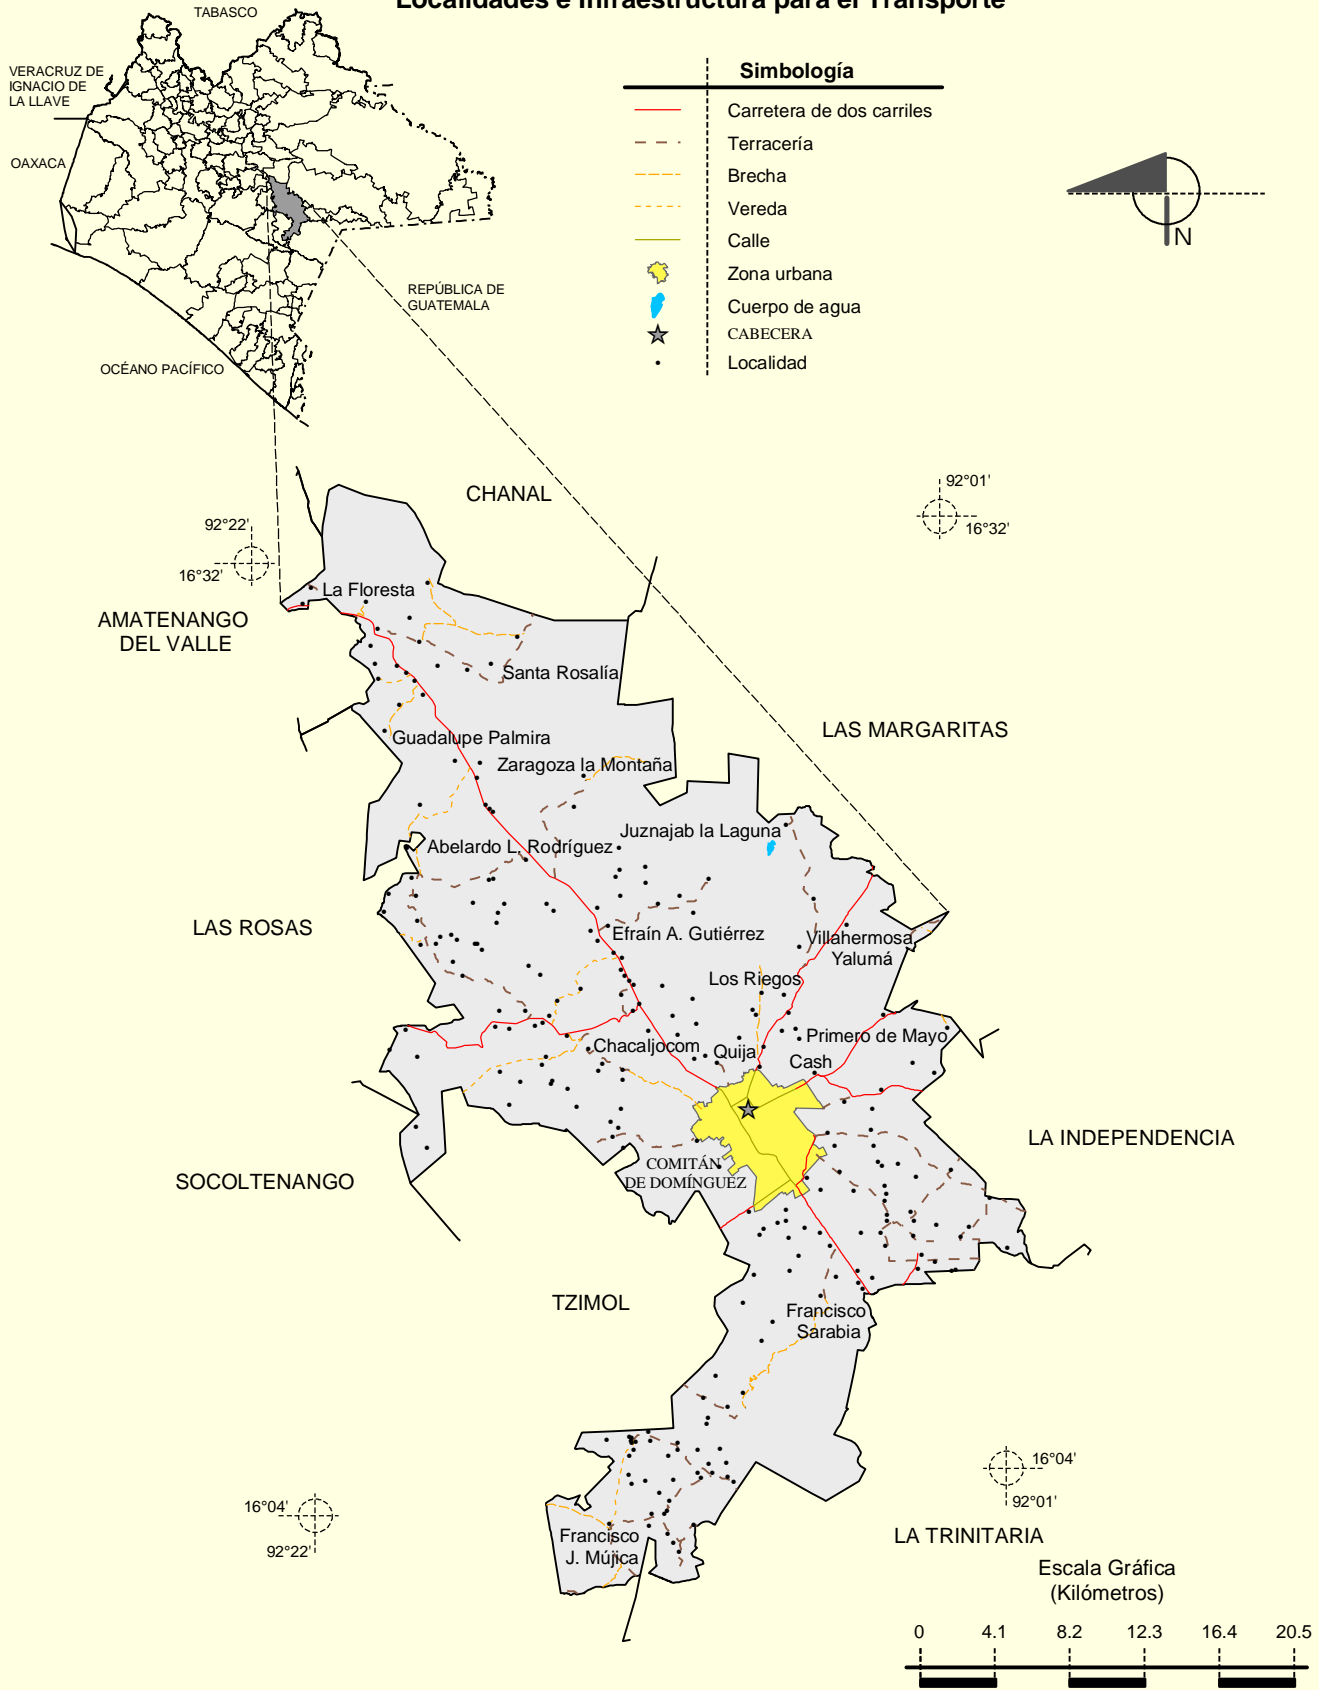 Localidades e Infraestructura para el Transporte
TABASCO
VERACRUZ DE
IGNACIO DE
LA LLAVE
OAXACA
REPÚBLICA DE
GUATEMALA
OCÉANO PACÍFICO
Simbología
Carretera de dos carriles
Terracería
Brecha
Vereda
Calle
Zona urbana
Cuerpo de agua
CABECERA
Localidad
N
CHANAL
92°01'
16°32'
92°22'
16°32'
AMATENANGO
DEL VALLE
La Floresta
Santa Rosalía
LAS MARGARITAS
Guadalupe Palmira
Zaragoza la Montaña
Juznajab la Laguna
Abelardo L. Rodríguez
LAS ROSAS
Efraín A. Gutiérrez
Villahermosa
Yalumá
Los Riegos
Primero de Mayo
Chacaljocom
Quija
Cash
LA INDEPENDENCIA
COMITÁN
DE DOMÍNGUEZ
SOCOLTENANGO
TZIMOL
Francisco
Sarabia
16°04'
92°01'
16°04'
92°22'
Francisco
J. Mújica
LA TRINITARIA
Escala Gráfica
(Kilómetros)
0 4.1 8.2 12.3 16.4 20.5